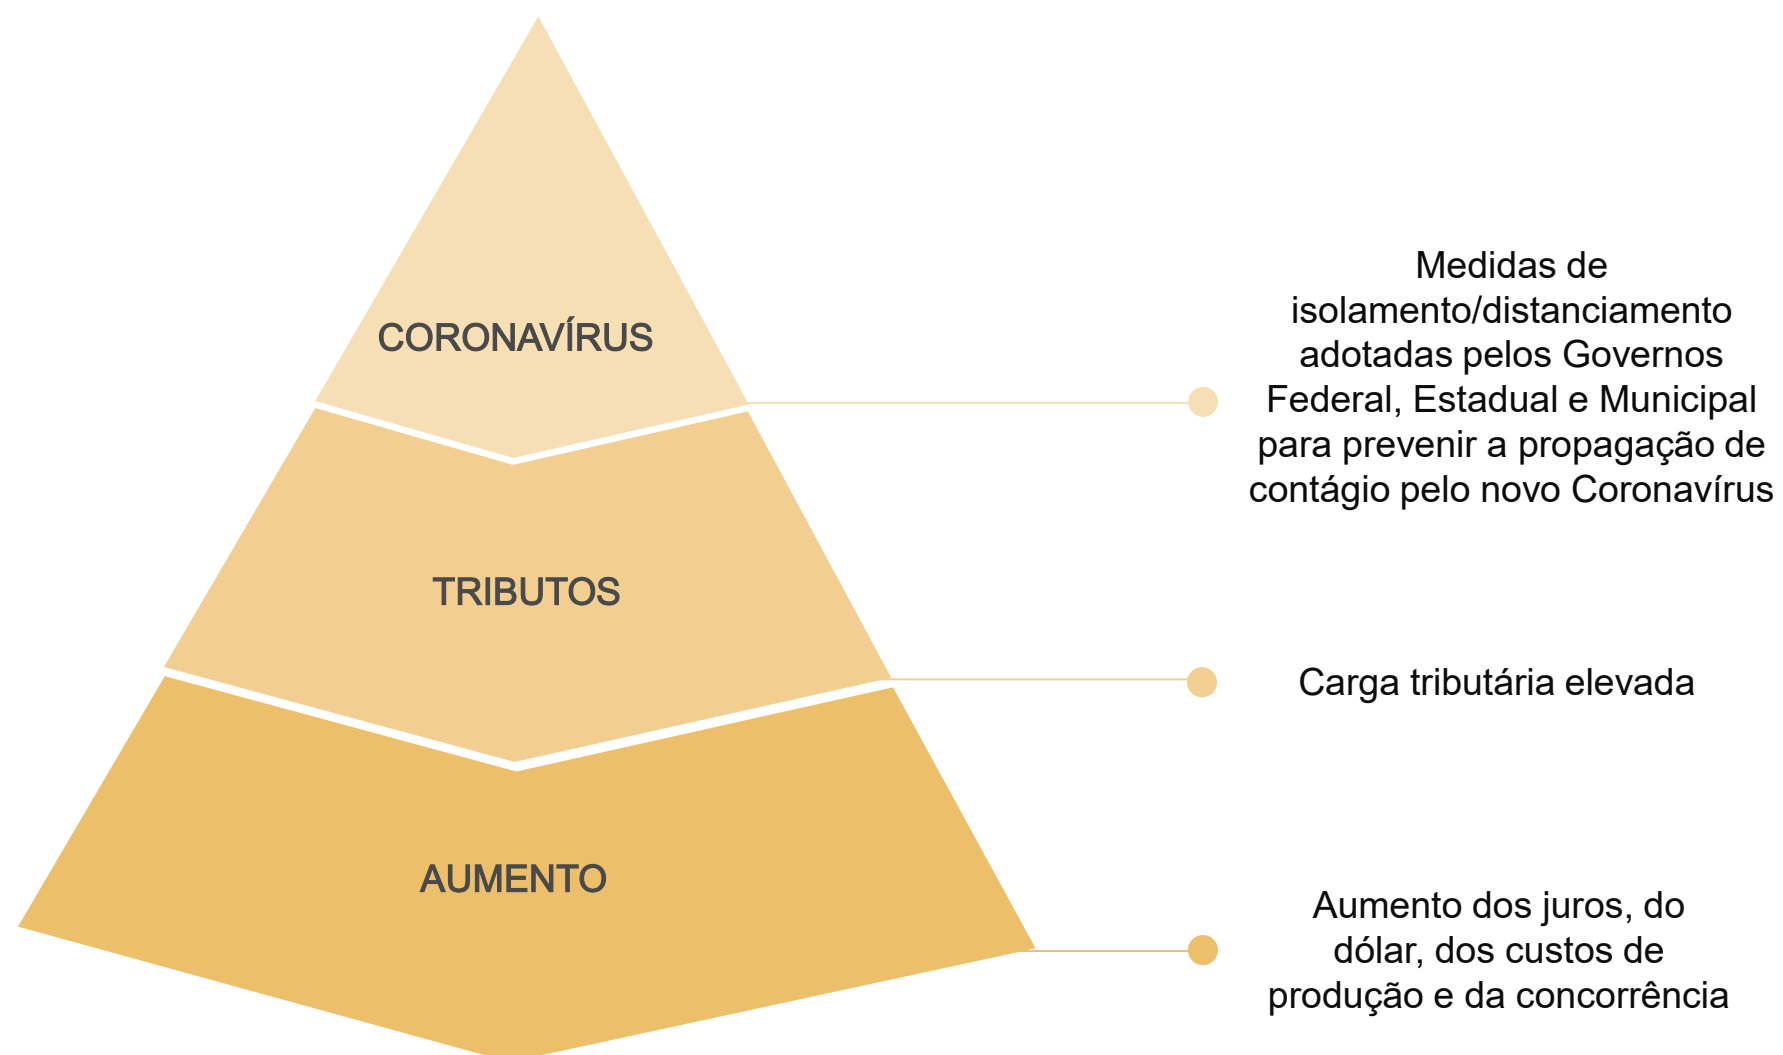 CORONAVÍRUS
Medidas de
isolamento/distanciamento
adotadas pelos Governos
Federal, Estadual e Municipal
para prevenir a propagação de
contágio pelo novo Coronavírus
TRIBUTOS
Carga tributária elevada
AUMENTO
Aumento dos juros, do
dólar, dos custos de
produção e da concorrência